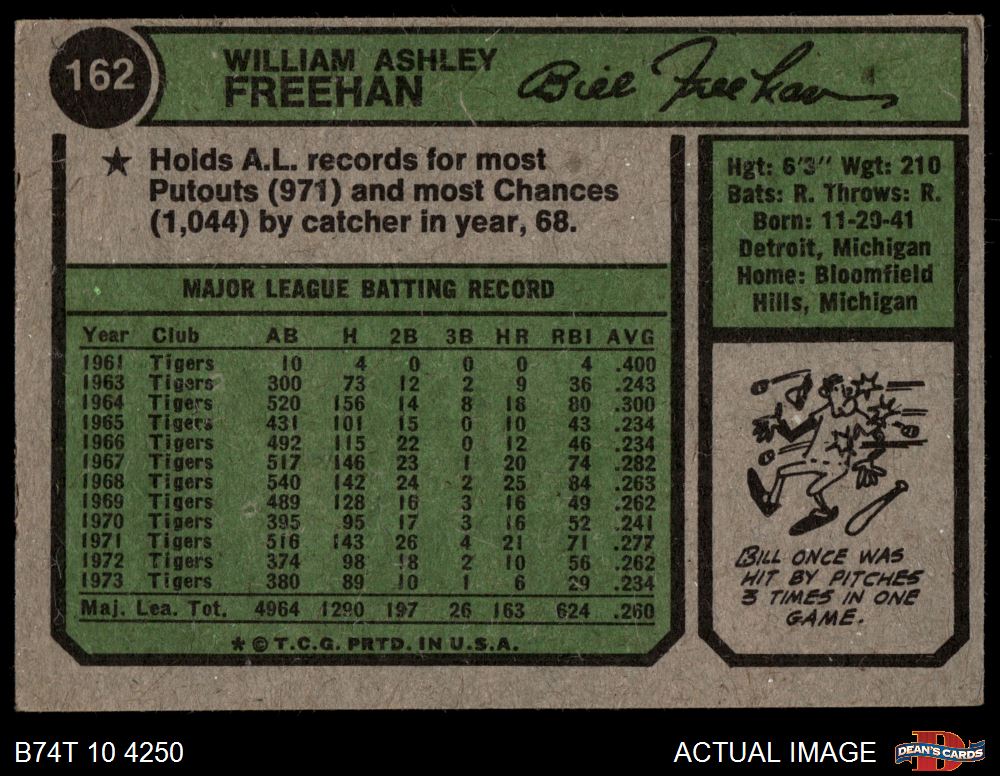 162
WILLIAM ASHLEY
FREEHAN
Bill Freehan
★ Holds A.L. records for most
Putouts (971) and most Chances
(1,044) by catcher in year, 68.
MAJOR LEAGUE BATTING RECORD
Year Club AB H 2B 3B HR RBI AVG
1961 Tigers 10 4 0 0 0 4 .400
1963 Tigers 300 73 12 2 9 36 .243
1964 Tigers 520 156 14 8 18 80 .300
1965 Tigers 431 101 15 0 10 43 .234
1966 Tigers 492 115 22 0 12 46 .234
1967 Tigers 517 146 23 1 20 74 .282
1968 Tigers 540 142 24 2 25 84 .263
1969 Tigers 489 128 16 3 16 49 .262
1970 Tigers 395 95 17 3 16 52 .241
1971 Tigers 516 143 26 4 21 71 .277
1972 Tigers 374 98 18 2 10 56 .262
1973 Tigers 380 89 10 1 6 29 .234
Maj. Lea. Tot. 4964 1290 197 26 163 624 .260
* © T.C.G. PRTD. IN U.S.A.
Hgt: 6'3" Wgt: 210
Bats: R. Throws: R.
Born: 11-29-41
Detroit, Michigan
Home: Bloomfield
Hills, Michigan
BILL ONCE WAS
HIT BY PITCHES
3 TIMES IN ONE
GAME.
B74T 10 4250
ACTUAL IMAGE
DEAN'S CARDS